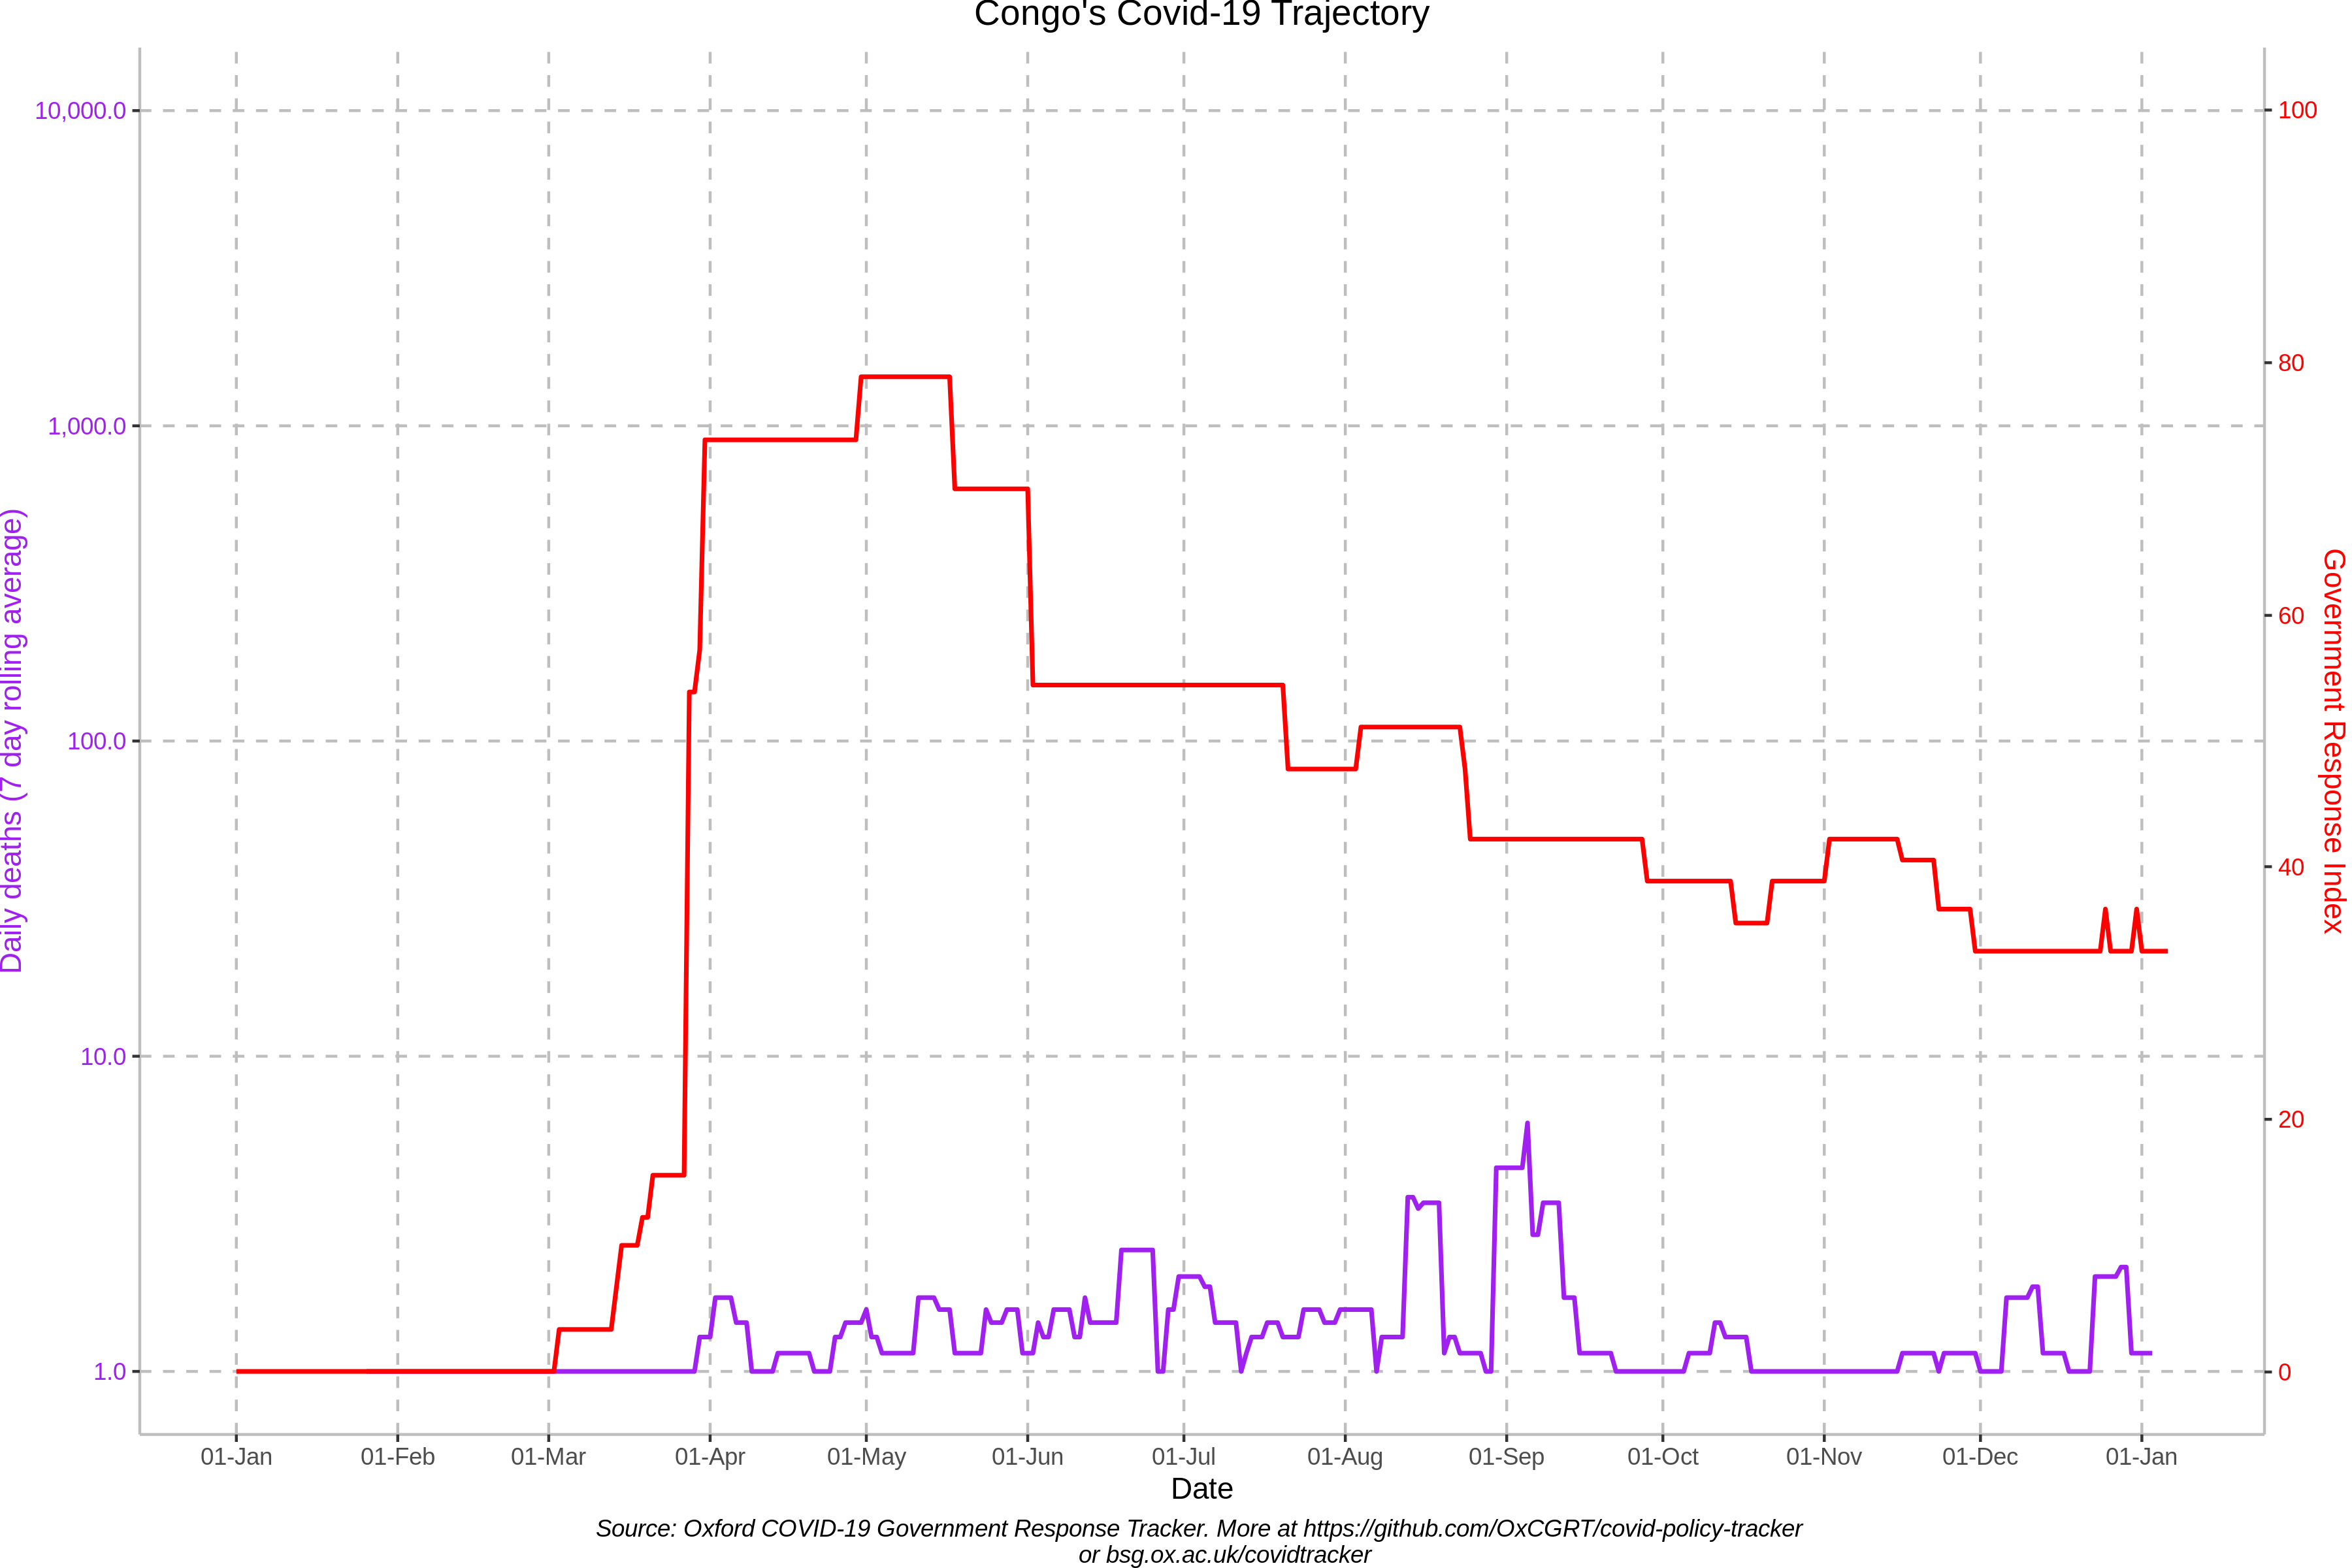 Congo's Covid-19 Trajectory
10,000.0
1,000.0
100.0
10.0
1.0
Daily deaths (7 day rolling average)
100
80
60
40
20
0
Government Response Index
01-Jan 01-Feb 01-Mar 01-Apr 01-May 01-Jun 01-Jul 01-Aug 01-Sep 01-Oct 01-Nov 01-Dec 01-Jan
Date
Source: Oxford COVID-19 Government Response Tracker. More at https://github.com/OxCGRT/covid-policy-tracker
or bsg.ox.ac.uk/covidtracker